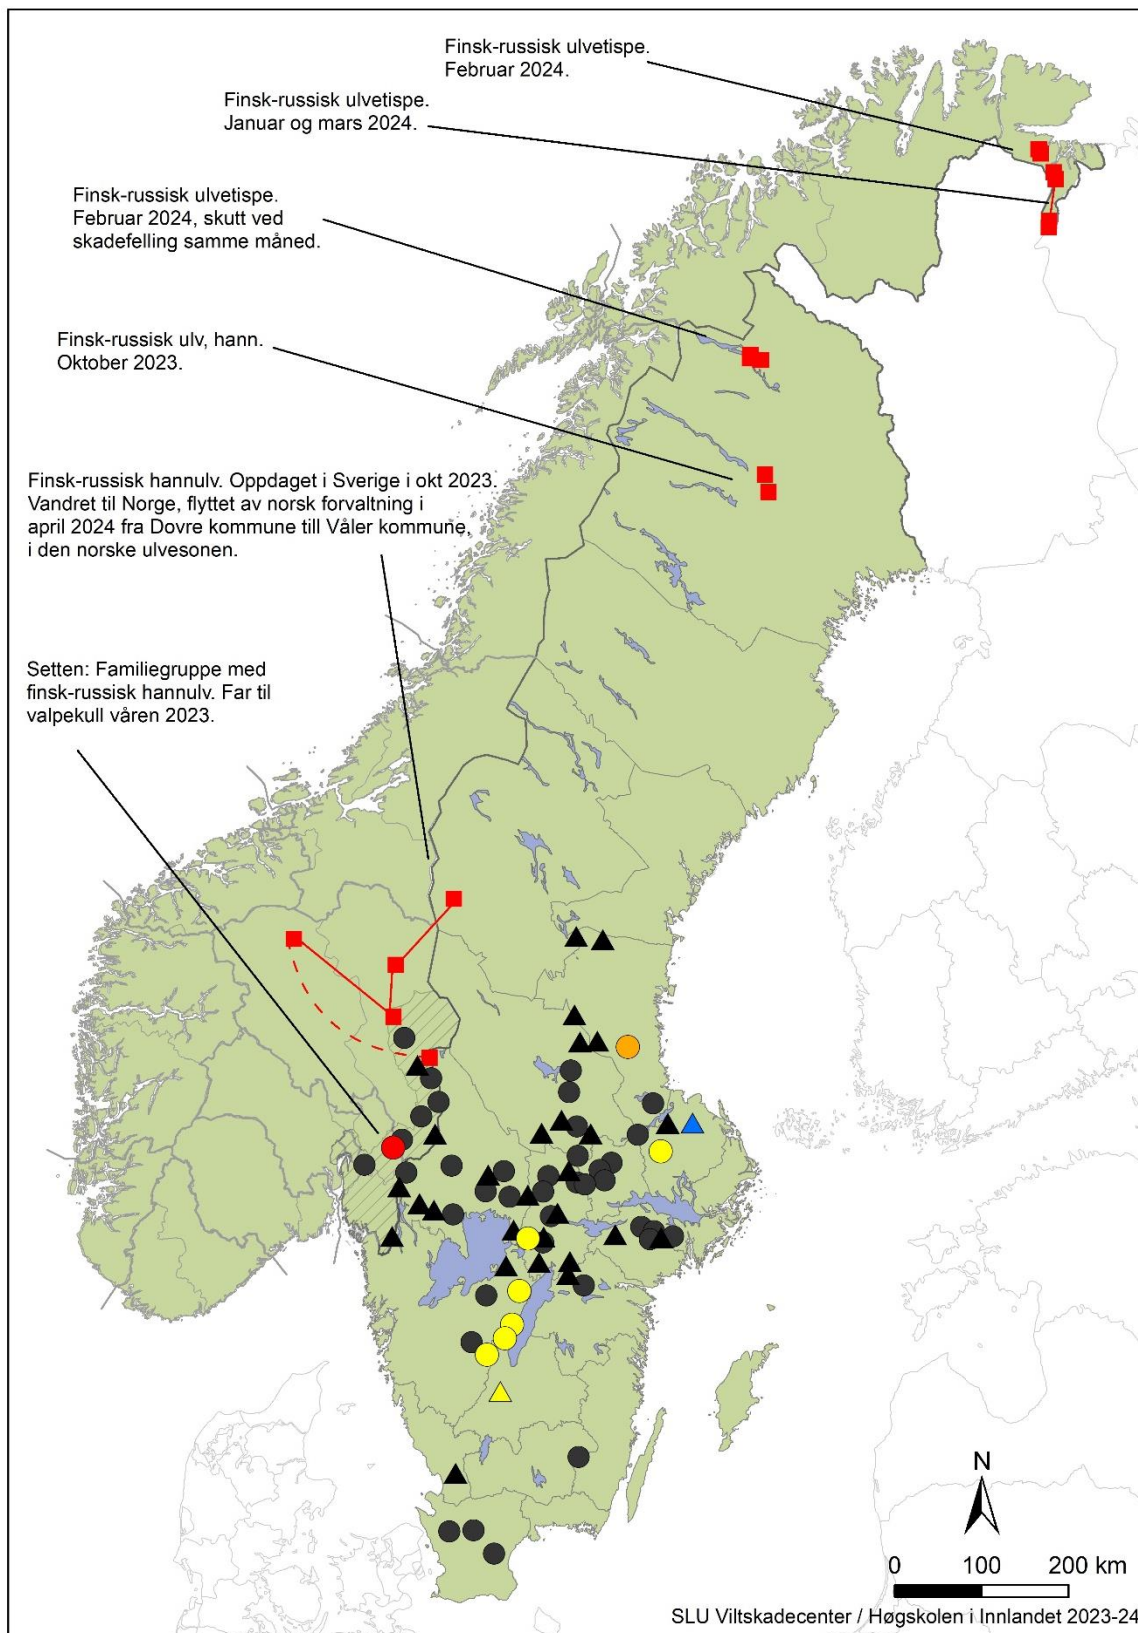 Finsk-russisk ulvetispe.
Februar 2024.
Finsk-russisk ulvetispe.
Januar og mars 2024.
Finsk-russisk ulvetispe.
Februar 2024, skutt ved
skadefelling samme måned.
Finsk-russisk ulv, hann.
Oktober 2023.
Finsk-russisk hannulv. Oppdaget i Sverige i okt 2023.
Vandret til Norge, flyttet av norsk forvaltning i
april 2024 fra Dovre kommune till Våler kommune,
i den norske ulvesonen.
Setten: Familiegruppe med
finsk-russisk hannulv. Far til
valpekull våren 2023.
N
0 100 200 km
SLU Viltskadecenter / Høgskolen i Innlandet 2023-24